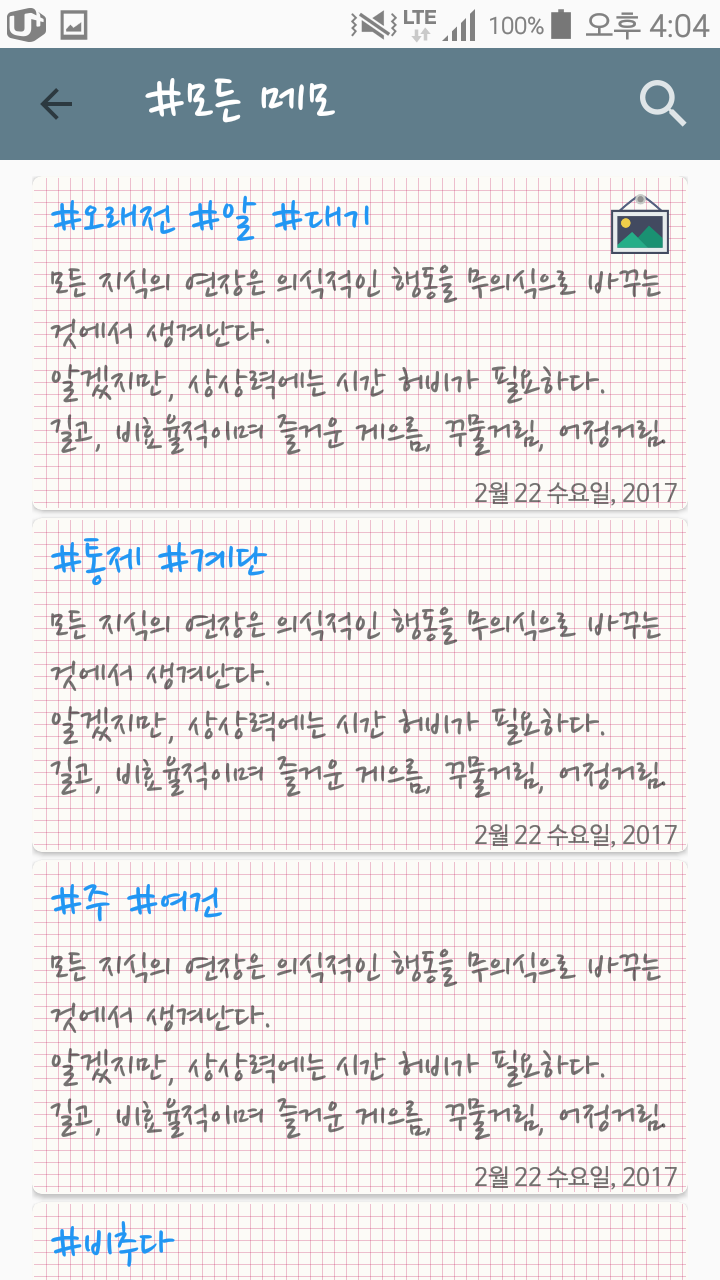 U+ LTE 100% 오후 4:04
#모든 메모
#오래전 #알 #대기
모든 지식의 연장은 의식적인 행동을 무의식으로 바꾸는
것에서 생겨난다.
알겠지만, 상상력에는 시간 허비가 필요하다.
길고, 비효율적이며 즐거운 게으름, 꾸물거림, 어정거림.
2월 22 수요일, 2017
#통제 #계단
모든 지식의 연장은 의식적인 행동을 무의식으로 바꾸는
것에서 생겨난다.
알겠지만, 상상력에는 시간 허비가 필요하다.
길고, 비효율적이며 즐거운 게으름, 꾸물거림, 어정거림.
2월 22 수요일, 2017
#주 #여건
모든 지식의 연장은 의식적인 행동을 무의식으로 바꾸는
것에서 생겨난다.
알겠지만, 상상력에는 시간 허비가 필요하다.
길고, 비효율적이며 즐거운 게으름, 꾸물거림, 어정거림.
2월 22 수요일, 2017
#비추다